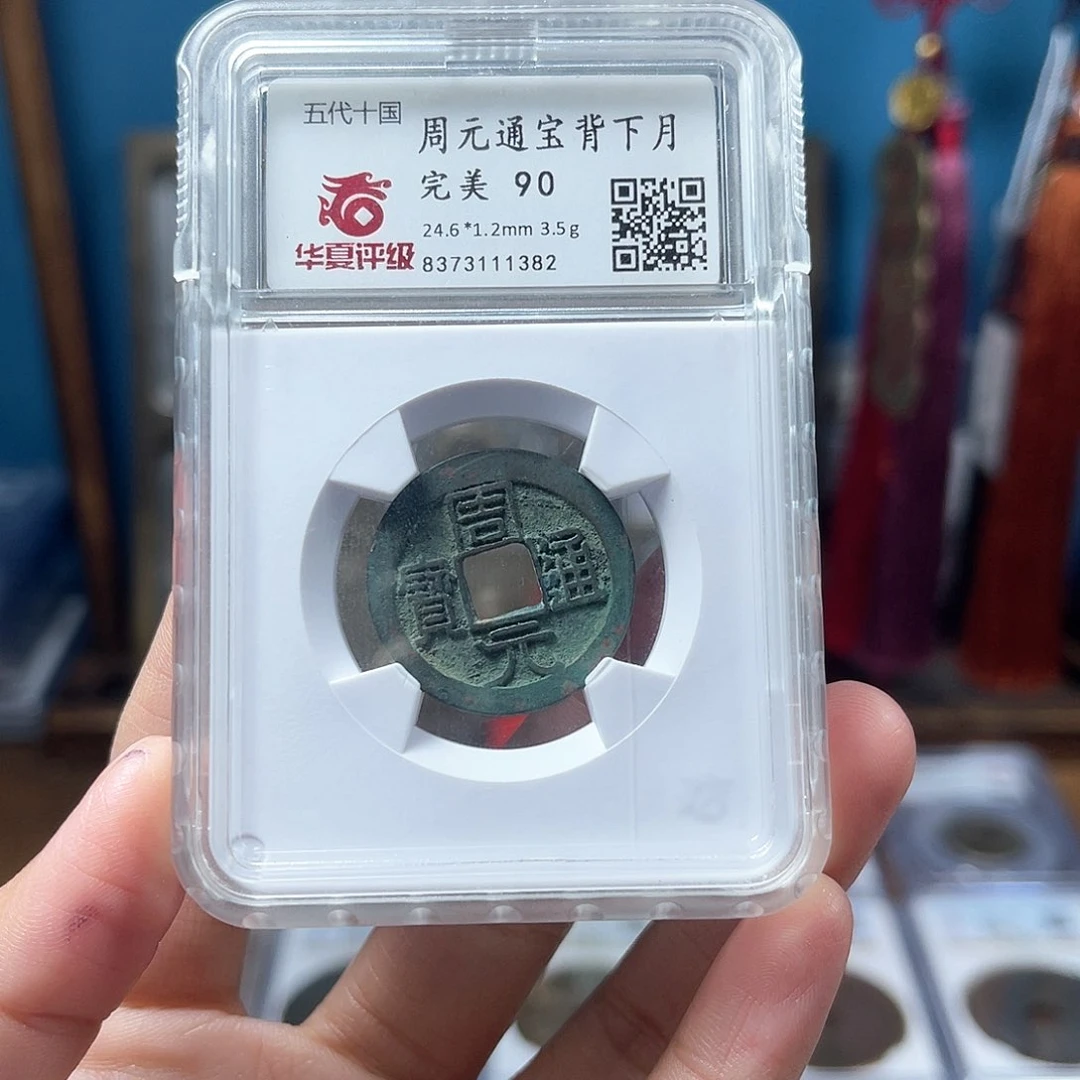 五代十国
周元通宝背下月
完美 90
华夏评级
24.6*1.2mm 3.5g
8373111382
周
元
通
寳